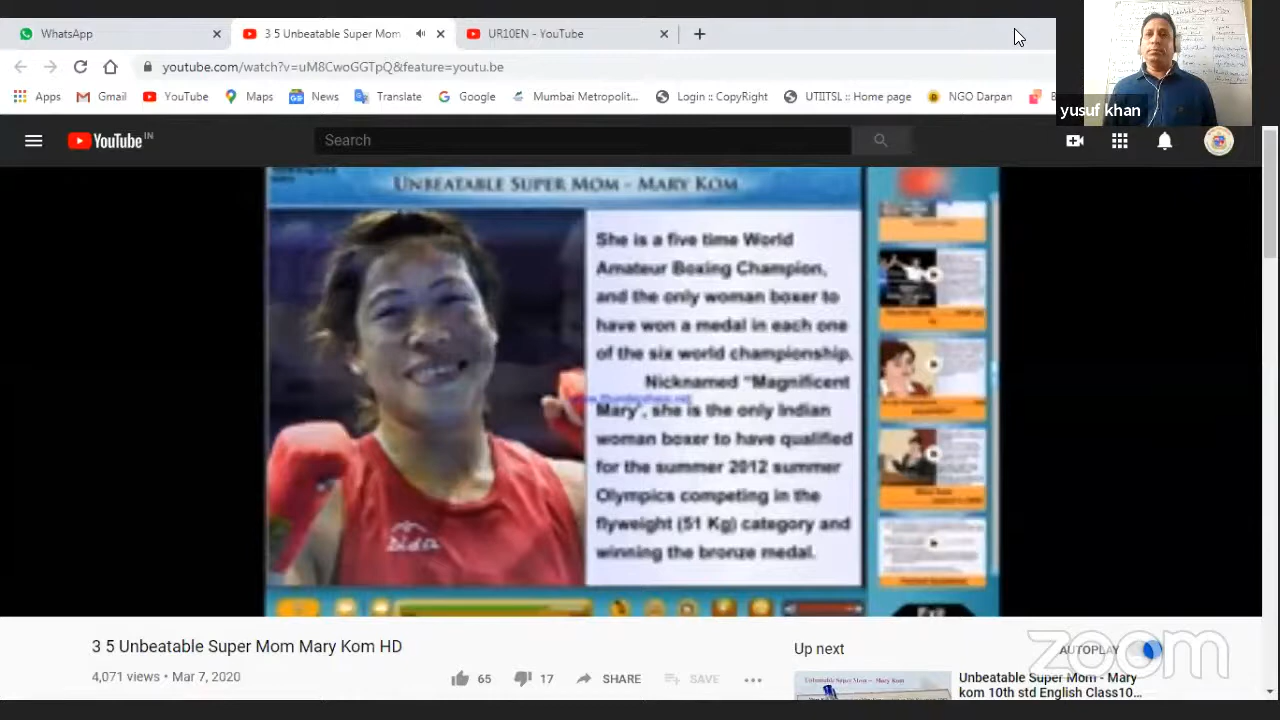 WhatsApp
3 5 Unbeatable Super Mom
UR10EN - YouTube
youtube.com/watch?v=uM8CwoGGTpQ&feature=youtu.be
Apps
Gmail
YouTube
Maps
News
Translate
Google
Mumbai Metropolit...
Login :: CopyRight
UTIITSL :: Home page
NGO Darpan
yusuf khan
YouTube IN
Search
UNBEATABLE SUPER MOM - MARY KOM
She is a five time World
Amateur Boxing Champion,
and the only woman boxer to
have won a medal in each one
of the six world championship.
Nicknamed "Magnificent
Mary', she is the only Indian
woman boxer to have qualified
for the summer 2012 summer
Olympics competing in the
flyweight (51 Kg) category and
winning the bronze medal.
Exit
3 5 Unbeatable Super Mom Mary Kom HD
4,071 views • Mar 7, 2020
65
17
SHARE
SAVE
Up next
AUTOPLAY
zoom
Unbeatable Super Mom - Mary
kom 10th std English Class10...